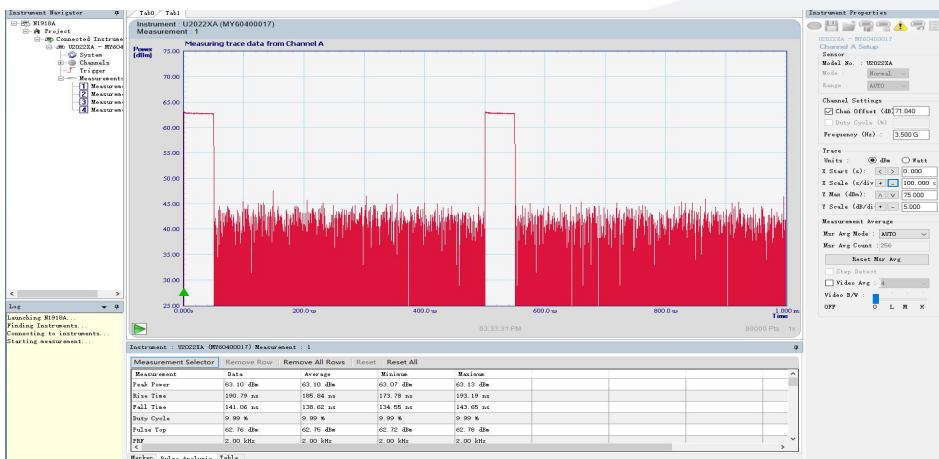 Instrument Navigator
N1918A
Project
Connected Instrume
U2022XA - MY604
System
Channels
Trigger
Measurements
1 Measurem
2 Measurem
3 Measurem
4 Measurem
Log
Launching N1918A...
Finding Instruments...
Connecting to instruments...
Starting measurement...
Tab0 Tab1
Instrument : U2022XA (MY60400017)
Measurement : 1
Power
(dBm)
Measuring trace data from Channel A
75.00
70.00
65.00
60.00
55.00
50.00
45.00
40.00
35.00
30.00
25.00
0.000s 200.0 us 400.0 us 600.0 us 800.0 us 1.000 ms
Time
03:33:31 PM 80000 Pts 1x
Instrument : U2022XA (MY60400017) Measurement : 1
Measurement Selector Remove Row Remove All Rows Reset Reset All
Measurement Data Average Minimum Maximum
Peak Power 63.10 dBm 63.10 dBm 63.07 dBm 63.13 dBm
Rise Time 190.79 ns 185.84 ns 173.78 ns 193.19 ns
Fall Time 141.06 ns 138.62 ns 134.55 ns 143.65 ns
Duty Cycle 9.99 % 9.99 % 9.99 % 9.99 %
Pulse Top 62.76 dBm 62.75 dBm 62.72 dBm 62.78 dBm
PRF 2.00 kHz 2.00 kHz 2.00 kHz 2.00 kHz
Marker Pulse Analysis Table
Instrument Properties
U2022XA - MY60400017
Channel A Setup
Sensor
Model No. : U2022XA
Mode : Normal
Range : AUTO
Channel Settings
Chan Offset (dB) 71.040
Duty Cycle (%)
Frequency (Hz) : 3.500 G
Trace
Units : dBm Watt
X Start (s): < > 0.000
X Scale (s/div + - 100.000 u
Y Max (dBm): 75.000
Y Scale (dB/di + - 5.000
Measurement Average
Msr Avg Mode : AUTO
Msr Avg Count : 256
Reset Msr Avg
Step Detect
Video Avg : 4
Video B/W :
OFF O L M H